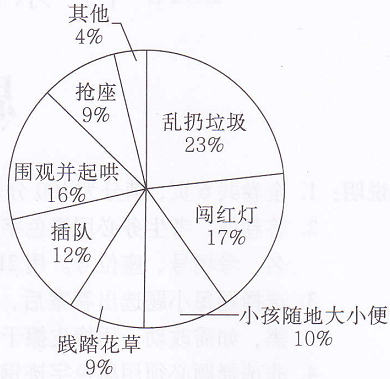 其他
4%
抢座
9%
乱扔垃圾
23%
围观并起哄
16%
闯红灯
17%
插队
12%
小孩随地大小便
10%
践踏花草
9%